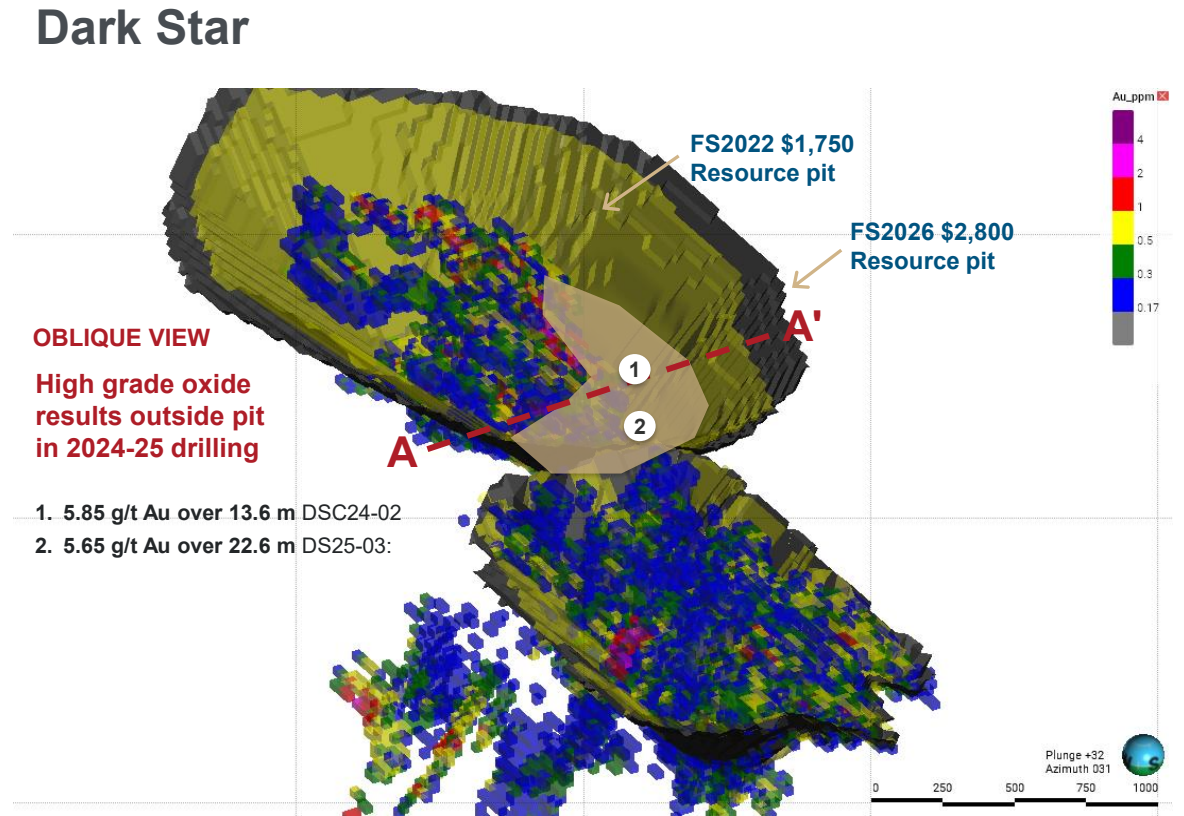 Dark Star
Au_ppm
4
2
1
0.5
0.3
0.17
FS2022 $1,750
Resource pit
FS2026 $2,800
Resource pit
A'
OBLIQUE VIEW
High grade oxide
results outside pit
in 2024-25 drilling
1
2
A
1. 5.85 g/t Au over 13.6 m DSC24-02
2. 5.65 g/t Au over 22.6 m DS25-03:
Plunge +32
Azimuth 031
S
0 250 500 750 1000